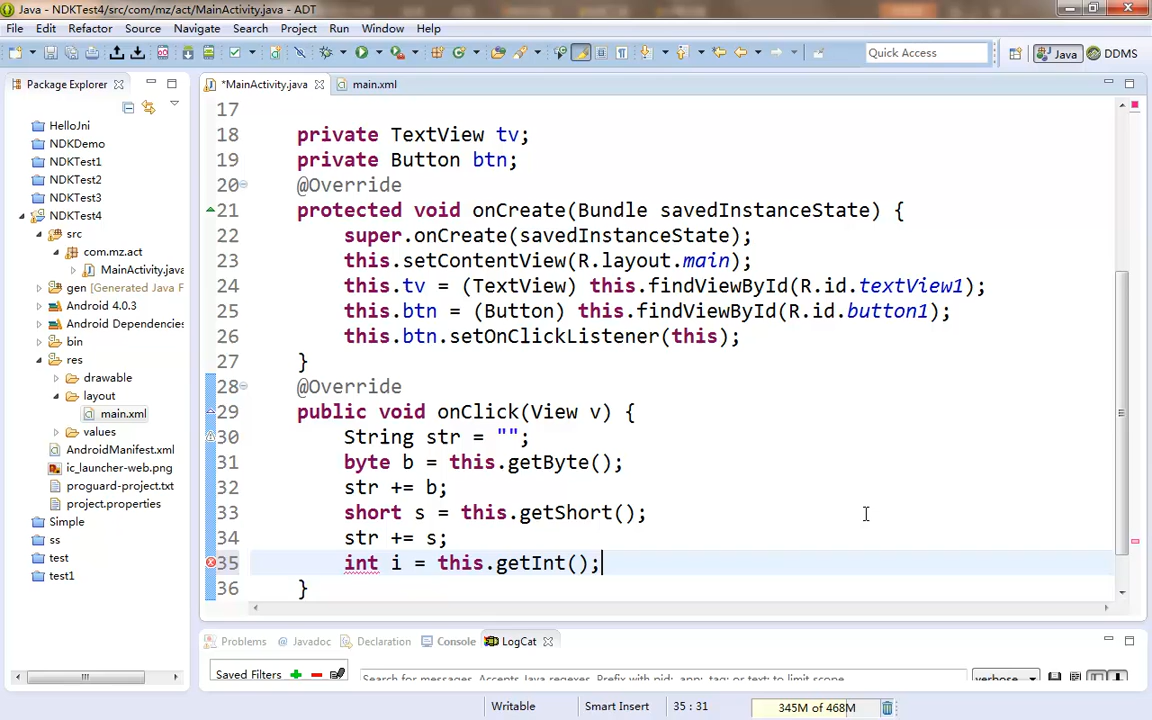 Java - NDKTest4/src/com/mz/act/MainActivity.java - ADT
File Edit Refactor Source Navigate Search Project Run Window Help
Quick Access Java DDMS
Package Explorer
*MainActivity.java main.xml
HelloJni
NDKDemo
NDKTest1
NDKTest2
NDKTest3
NDKTest4
src
com.mz.act
MainActivity.java
gen [Generated Java F
Android 4.0.3
Android Dependencies
bin
res
drawable
layout
main.xml
values
AndroidManifest.xml
ic_launcher-web.png
proguard-project.txt
project.properties
Simple
ss
test
test1
17
18 private TextView tv;
19 private Button btn;
20 @Override
21 protected void onCreate(Bundle savedInstanceState) {
22 super.onCreate(savedInstanceState);
23 this.setContentView(R.layout.main);
24 this.tv = (TextView) this.findViewById(R.id.textView1);
25 this.btn = (Button) this.findViewById(R.id.button1);
26 this.btn.setOnClickListener(this);
27 }
28 @Override
29 public void onClick(View v) {
30 String str = "";
31 byte b = this.getByte();
32 str += b;
33 short s = this.getShort();
34 str += s;
35 int i = this.getInt();
36 }
Problems @ Javadoc Declaration Console LogCat
Saved Filters Search for messages. Accepts Java regexes. Prefix with pid: app: tag: or text: to limit scope. verbose
Writable Smart Insert 35 : 31 345M of 468M